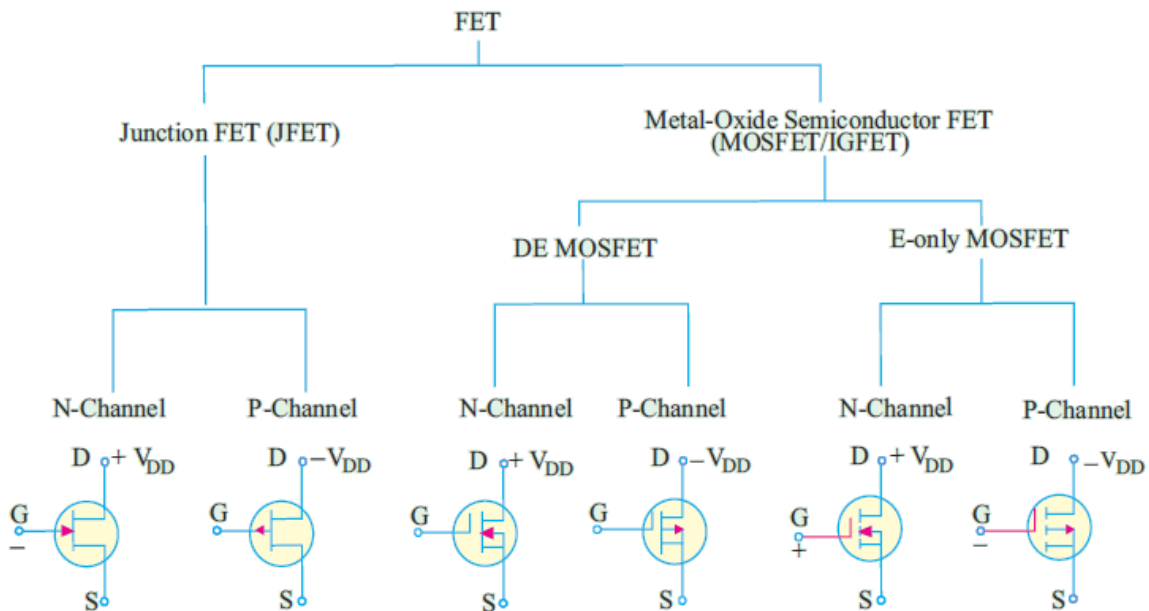 FET
Junction FET (JFET)
Metal-Oxide Semiconductor FET
(MOSFET/IGFET)
DE MOSFET
E-only MOSFET
N-Channel
P-Channel
N-Channel
P-Channel
N-Channel
P-Channel
D + VDD
D −VDD
D + VDD
D −VDD
D + VDD
D −VDD
G
−
G
G
G
G
+
G
−
S
S
S
S
S
S